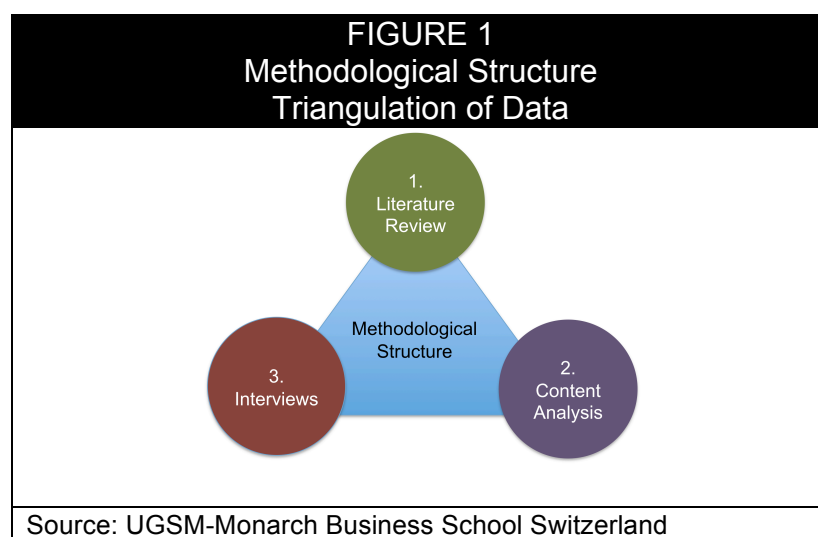 FIGURE 1
Methodological Structure
Triangulation of Data
1.
Literature
Review
Methodological
Structure
3.
Interviews
2.
Content
Analysis
Source: UGSM-Monarch Business School Switzerland